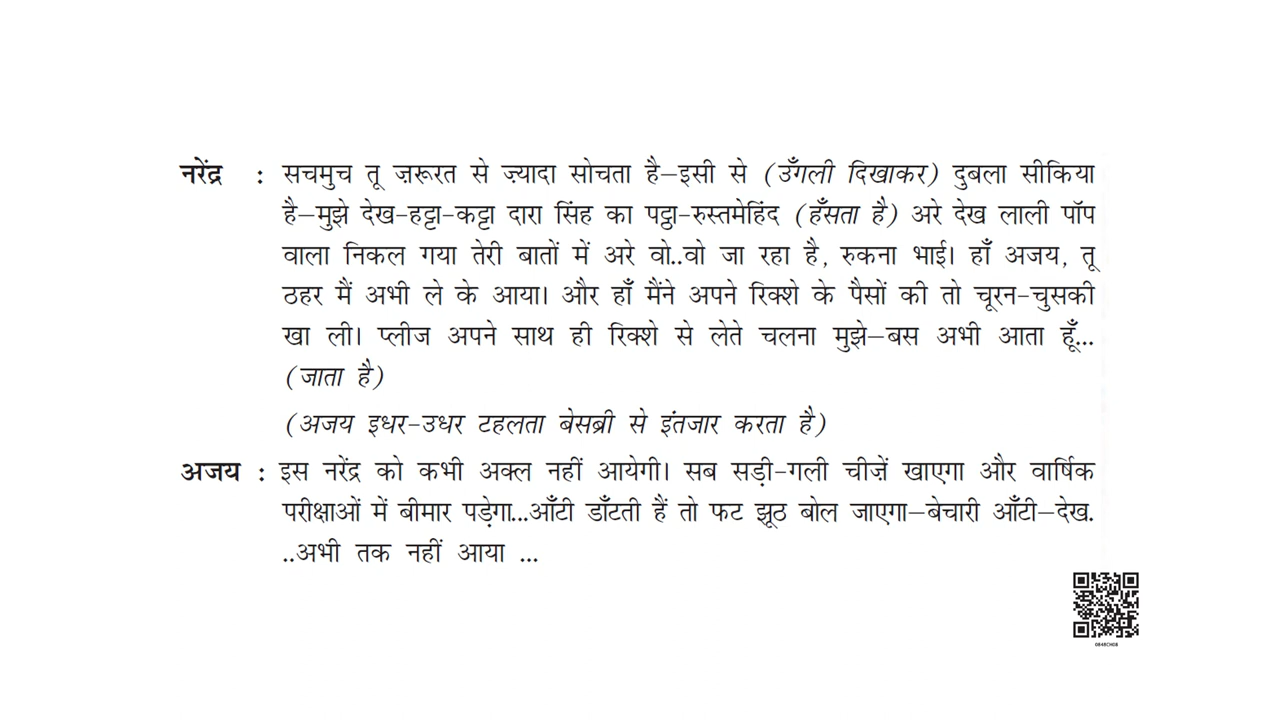 नरेंद्र : सचमुच तू ज़रूरत से ज़्यादा सोचता है—इसी से (उँगली दिखाकर) दुबला सीकिया
है—मुझे देख-हट्टा-कट्टा दारा सिंह का पट्ठा-रुस्तमेहिंद (हँसता है) अरे देख लाली पॉप
वाला निकल गया तेरी बातों में अरे वो..वो जा रहा है, रुकना भाई। हाँ अजय, तू
ठहर मैं अभी ले के आया। और हाँ मैंने अपने रिक्शे के पैसों की तो चूरन-चुसकी
खा ली। प्लीज अपने साथ ही रिक्शे से लेते चलना मुझे—बस अभी आता हूँ...
(जाता है)
(अजय इधर-उधर टहलता बेसब्री से इंतजार करता है)
अजय : इस नरेंद्र को कभी अक्ल नहीं आयेगी। सब सड़ी-गली चीज़ें खाएगा और वार्षिक
परीक्षाओं में बीमार पड़ेगा...आँटी डाँटती हैं तो फट झूठ बोल जाएगा—बेचारी आँटी—देख.
..अभी तक नहीं आया ...
0848CH08